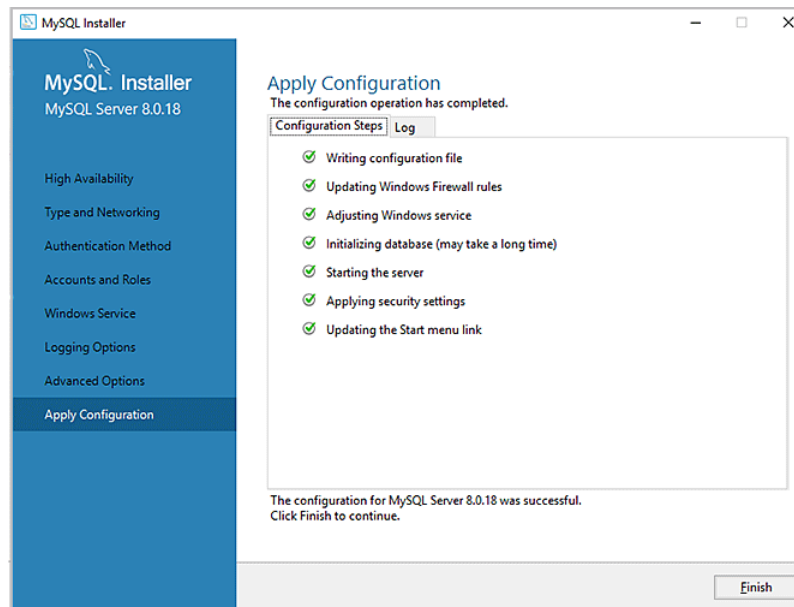 MySQL Installer
MySQL. Installer
MySQL Server 8.0.18
High Availability
Type and Networking
Authentication Method
Accounts and Roles
Windows Service
Logging Options
Advanced Options
Apply Configuration
Apply Configuration
The configuration operation has completed.
Configuration Steps Log
Writing configuration file
Updating Windows Firewall rules
Adjusting Windows service
Initializing database (may take a long time)
Starting the server
Applying security settings
Updating the Start menu link
The configuration for MySQL Server 8.0.18 was successful.
Click Finish to continue.
Finish